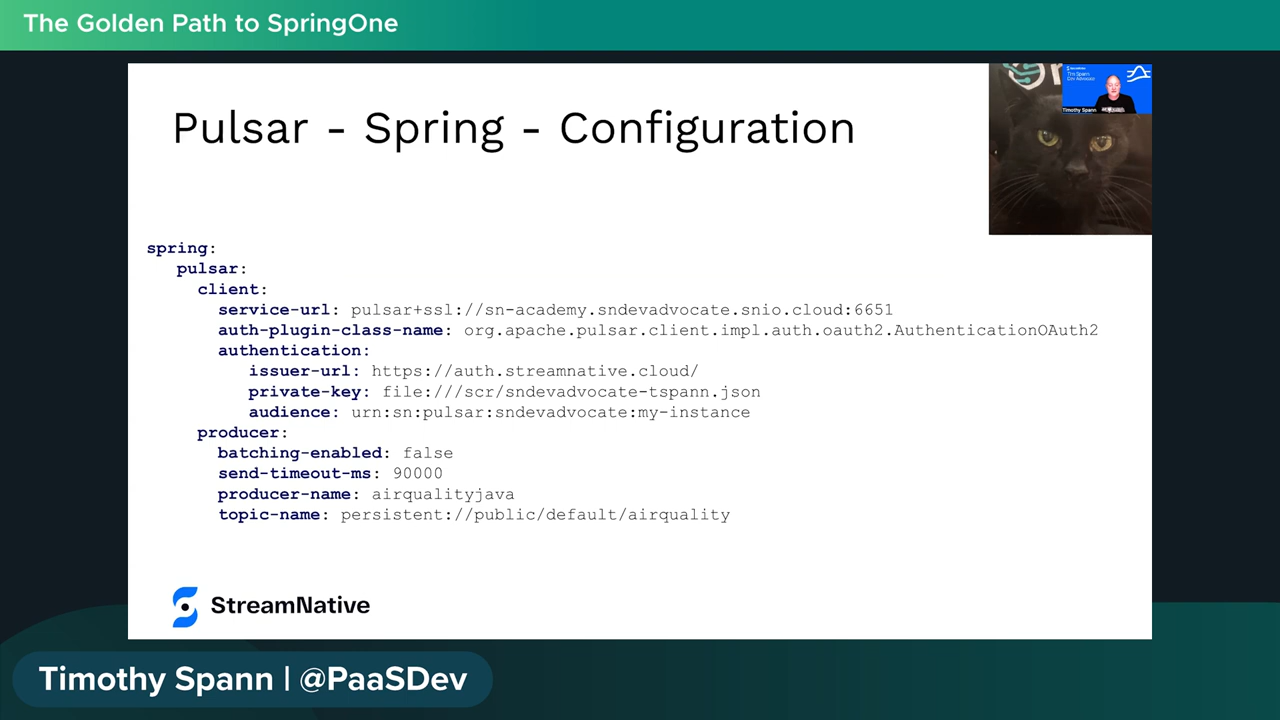 The Golden Path to SpringOne
Pulsar - Spring - Configuration
Timothy Spann
spring:
pulsar:
client:
service-url: pulsar+ssl://sn-academy.sndevadvocate.snio.cloud:6651
auth-plugin-class-name: org.apache.pulsar.client.impl.auth.oauth2.AuthenticationOAuth2
authentication:
issuer-url: https://auth.streamnative.cloud/
private-key: file:///scr/sndevadvocate-tspann.json
audience: urn:sn:pulsar:sndevadvocate:my-instance
producer:
batching-enabled: false
send-timeout-ms: 90000
producer-name: airqualityjava
topic-name: persistent://public/default/airquality
StreamNative
Timothy Spann | @PaaSDev